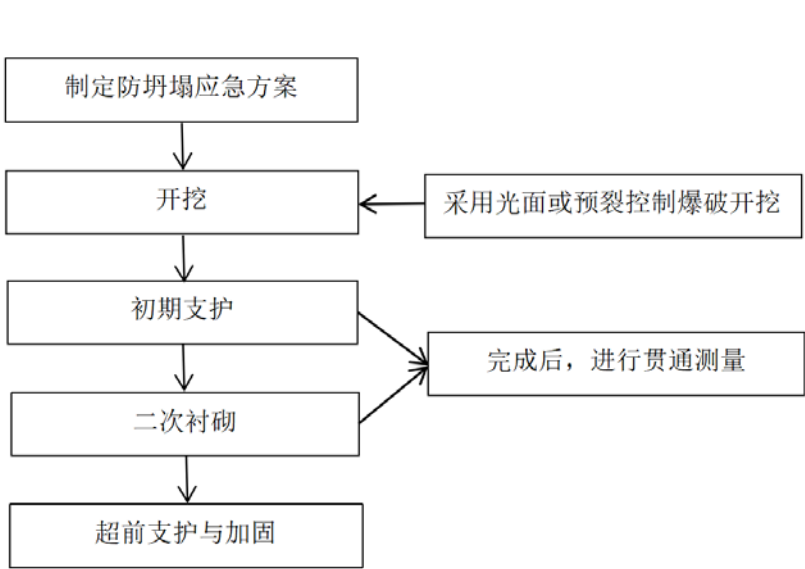 制定防坍塌应急方案
开挖
采用光面或预裂控制爆破开挖
初期支护
完成后，进行贯通测量
二次衬砌
超前支护与加固